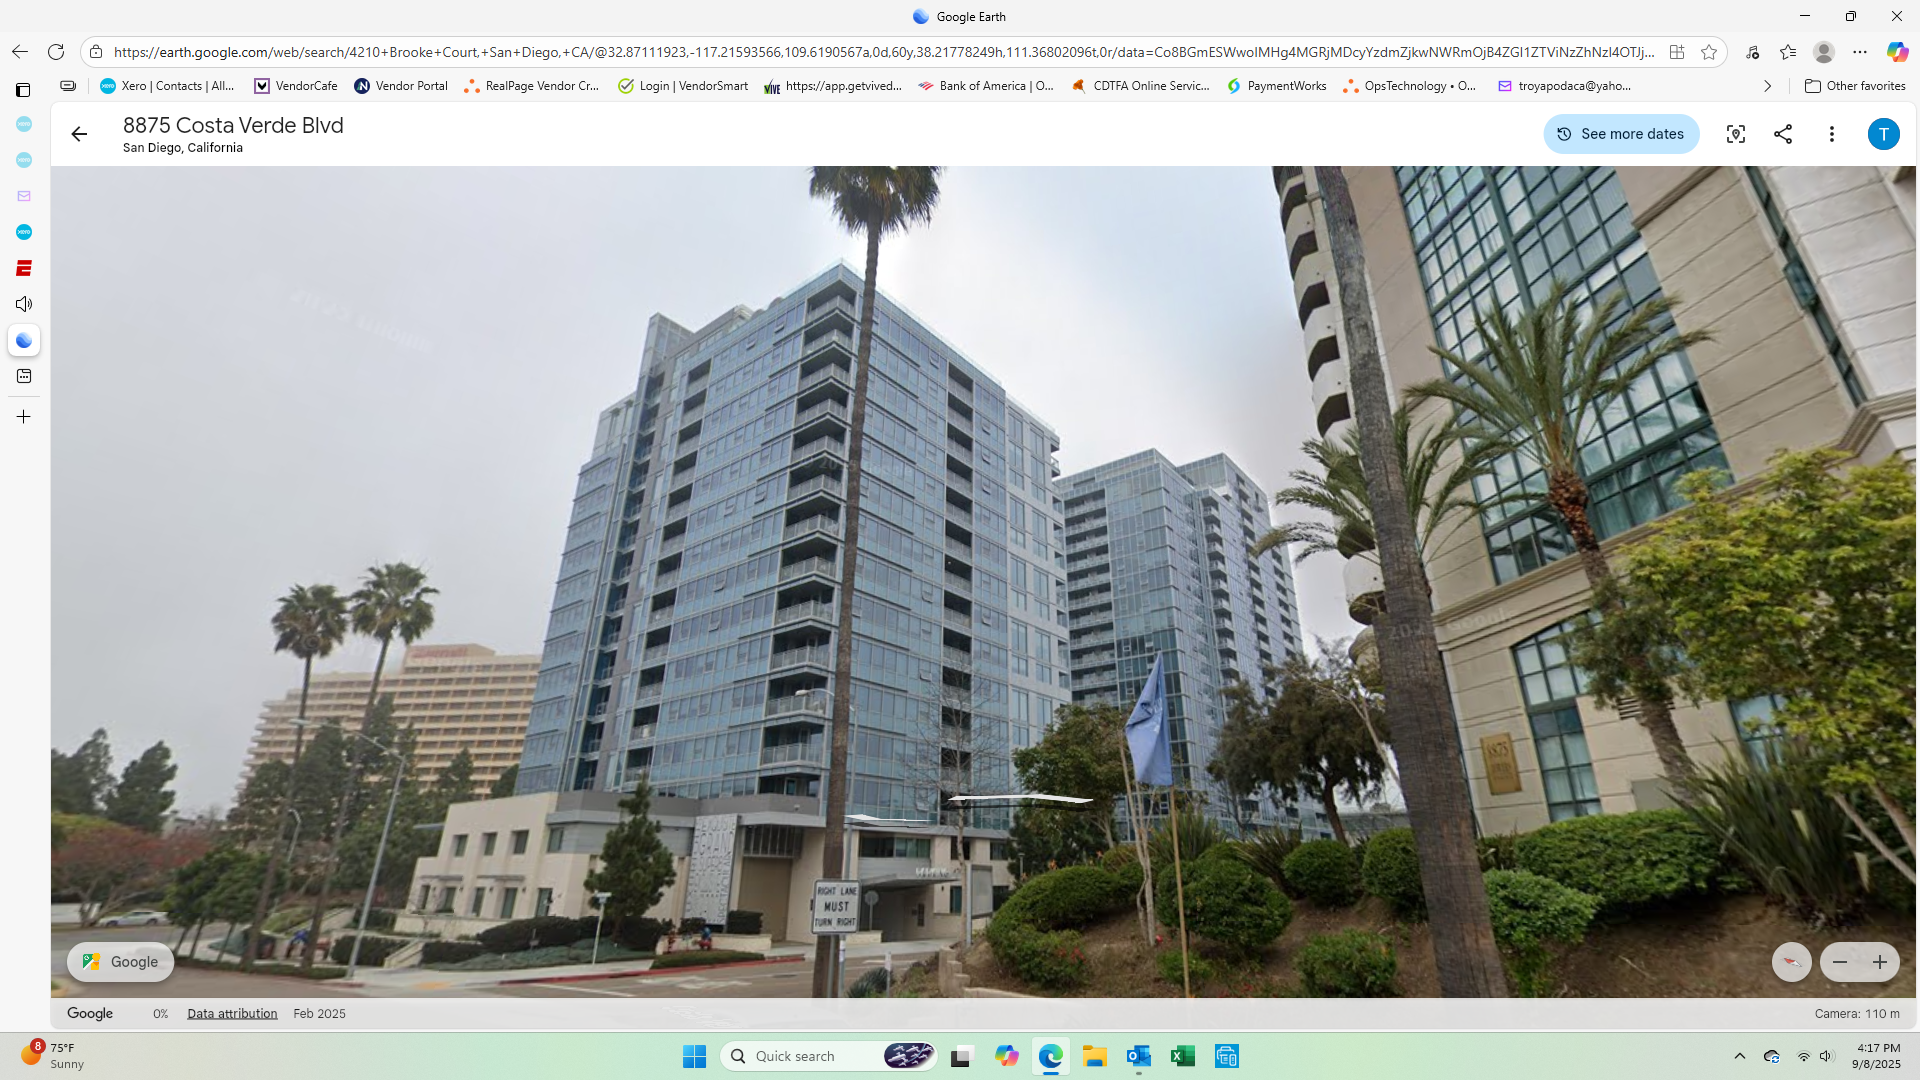 Google Earth
https://earth.google.com/web/search/4210+Brooke+Court,+San+Diego,+CA/@32.87111923,-117.21593566,109.6190567a,0d,60y,38.21778249h,111.36802096t,0r/data=
Xero | Contacts | All...
VendorCafe
Vendor Portal
RealPage Vendor Cr...
Login | VendorSmart
https://app.getvived...
Bank of America | O...
CDTFA Online Servic...
PaymentWorks
OpsTechnology • O...
troyapodaca@yaho...
Other favorites
8875 Costa Verde Blvd
San Diego, California
See more dates
T
8875
RIGHT LANE
MUST
TURN RIGHT
Google
Google
0%
Data attribution
Feb 2025
Camera: 110 m
8
75°F
Sunny
Quick search
4:17 PM
9/8/2025